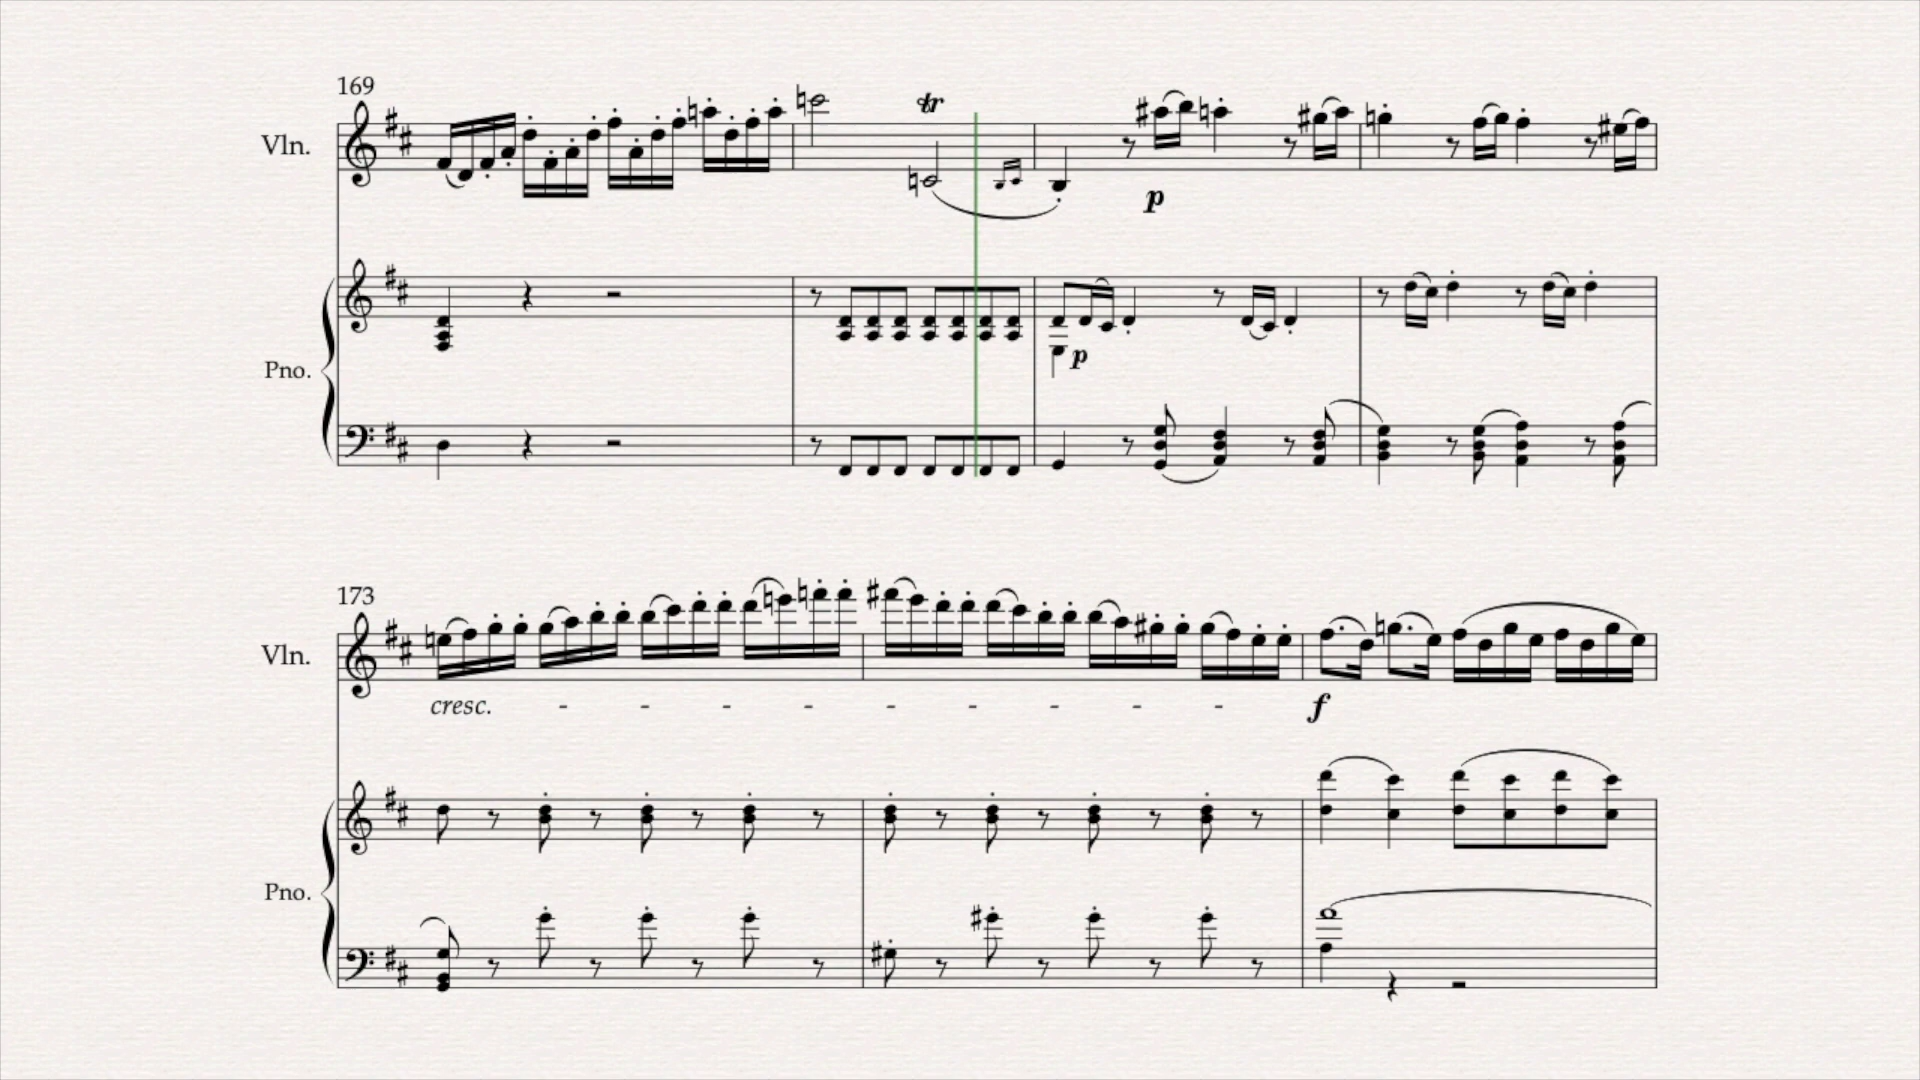 169
Vln.
tr
p
Pno.
p
173
Vln.
cresc. - - - - - - - - -
f
Pno.